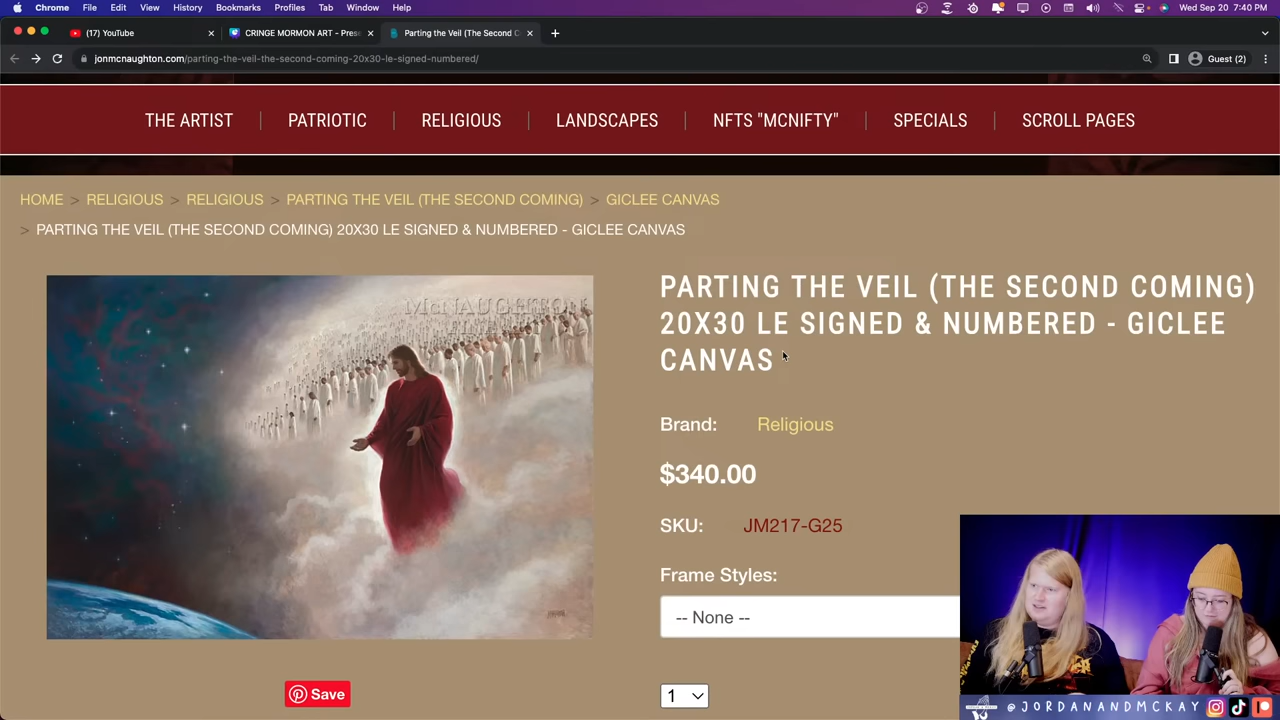 Chrome File Edit View History Bookmarks Profiles Tab Window Help Wed Sep 20 7:40 PM
(17) YouTube CRINGE MORMON ART - Pres Parting the Veil (The Second C
jonmcnaughton.com/parting-the-veil-the-second-coming-20x30-le-signed-numbered/ Guest (2)
THE ARTIST | PATRIOTIC | RELIGIOUS | LANDSCAPES | NFTS "MCNIFTY" | SPECIALS | SCROLL PAGES
HOME > RELIGIOUS > RELIGIOUS > PARTING THE VEIL (THE SECOND COMING) > GICLEE CANVAS
> PARTING THE VEIL (THE SECOND COMING) 20X30 LE SIGNED & NUMBERED - GICLEE CANVAS
MCNAUGHTON
FINE ART
PARTING THE VEIL (THE SECOND COMING)
20X30 LE SIGNED & NUMBERED - GICLEE
CANVAS
Brand: Religious
$340.00
SKU: JM217-G25
Frame Styles:
-- None --
Save
1
@JORDANANDMCKAY